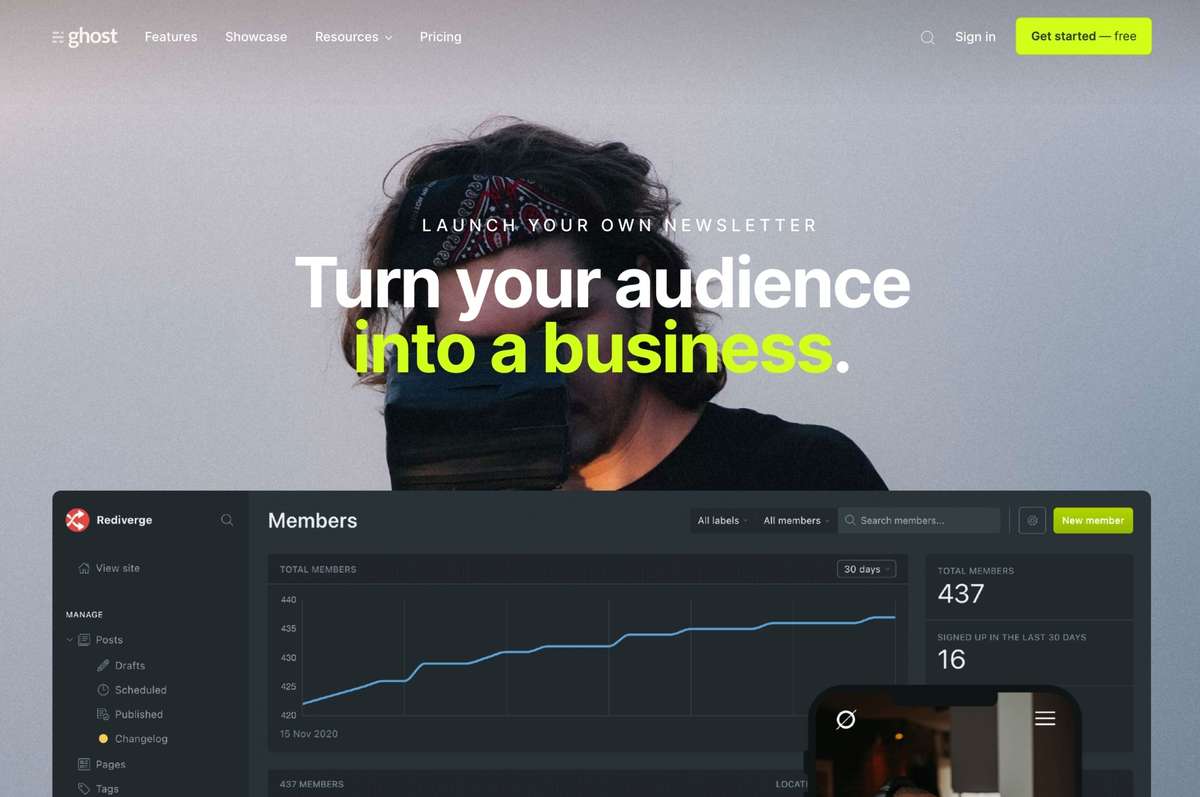 ghost
Features
Showcase
Resources
Pricing
Sign in
Get started — free
LAUNCH YOUR OWN NEWSLETTER
Turn your audience
into a business.
Rediverge
View site
MANAGE
Posts
Drafts
Scheduled
Published
Changelog
Pages
Tags
Members
All labels
All members
Search members...
New member
TOTAL MEMBERS
30 days
440
435
430
425
420
15 Nov 2020
TOTAL MEMBERS
437
SIGNED UP IN THE LAST 30 DAYS
16
437 MEMBERS